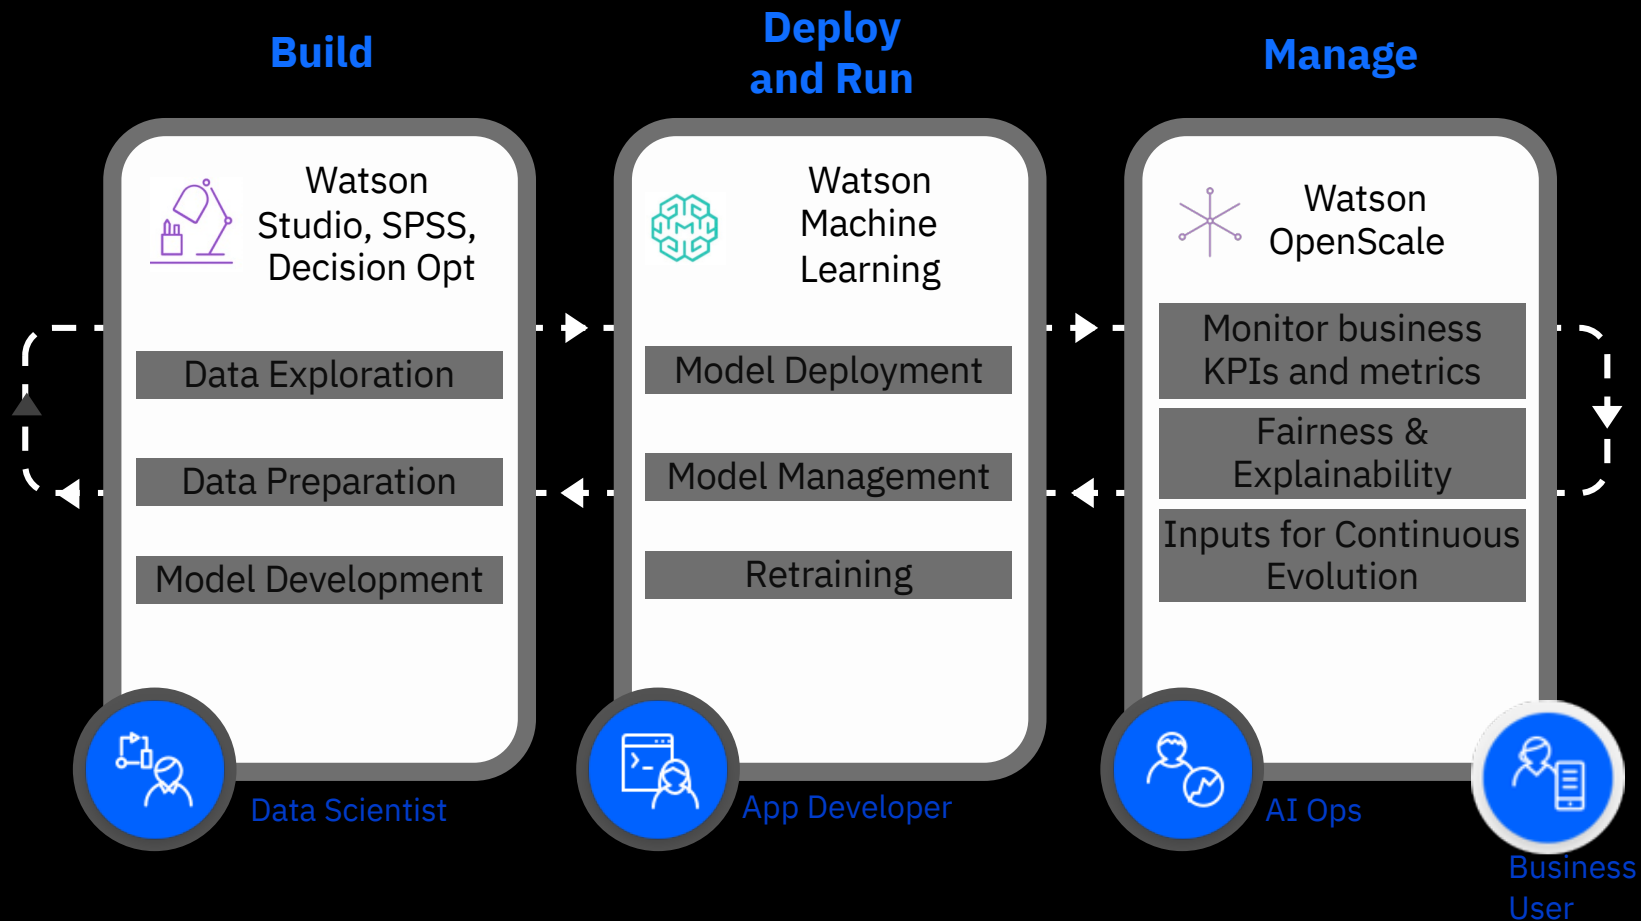 Build
Deploy
and Run
Manage
Watson
Studio, SPSS,
Decision Opt
Data Exploration
Data Preparation
Model Development
Data Scientist
Watson
Machine
Learning
Model Deployment
Model Management
Retraining
App Developer
Watson
OpenScale
Monitor business
KPIs and metrics
Fairness &
Explainability
Inputs for Continuous
Evolution
AI Ops
Business
User